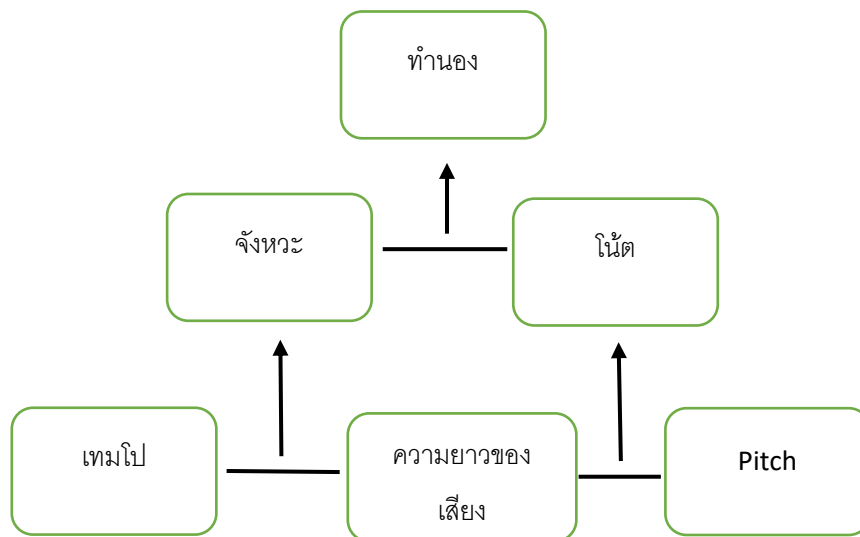 ทำนอง
จังหวะ
โน้ต
เทมโป
ความยาวของ
เสียง
Pitch